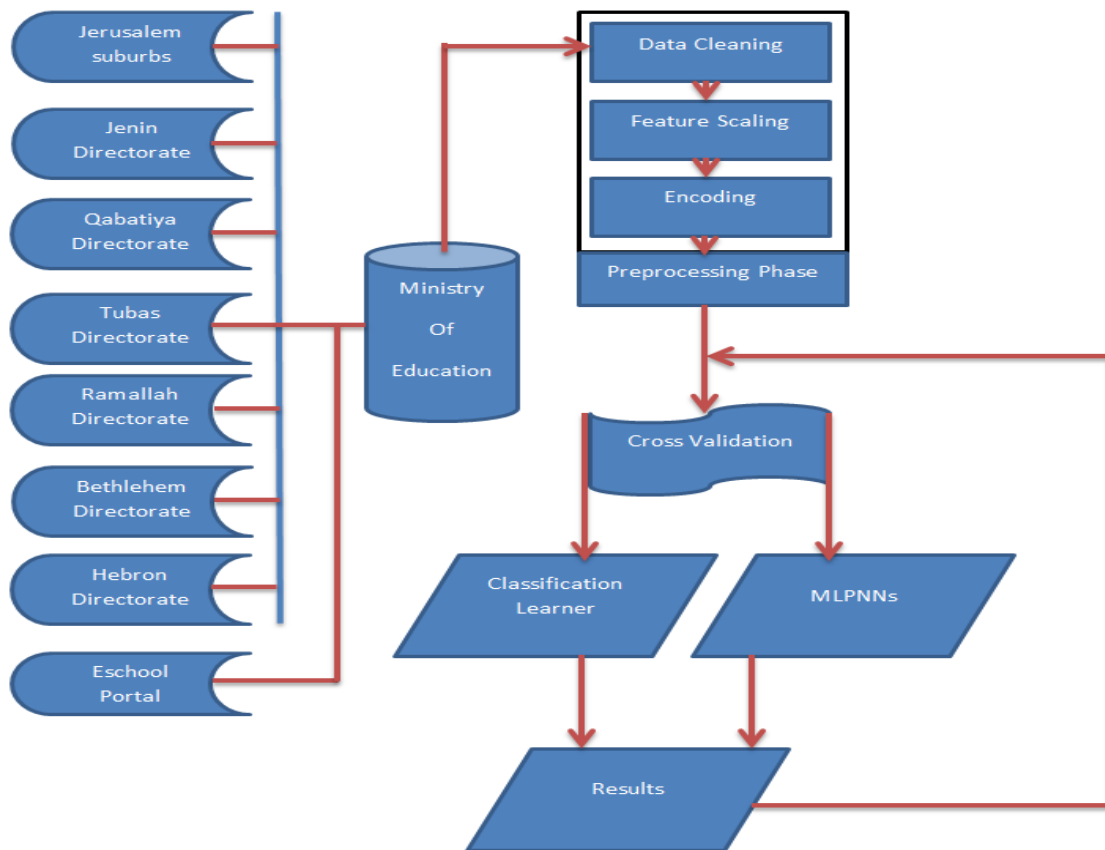 Jerusalem
suburbs
Jenin
Directorate
Qabatiya
Directorate
Tubas
Directorate
Ramallah
Directorate
Bethlehem
Directorate
Hebron
Directorate
Eschool
Portal
Ministry
Of
Education
Data Cleaning
Feature Scaling
Encoding
Preprocessing Phase
Cross Validation
Classification
Learner
MLPNNs
Results